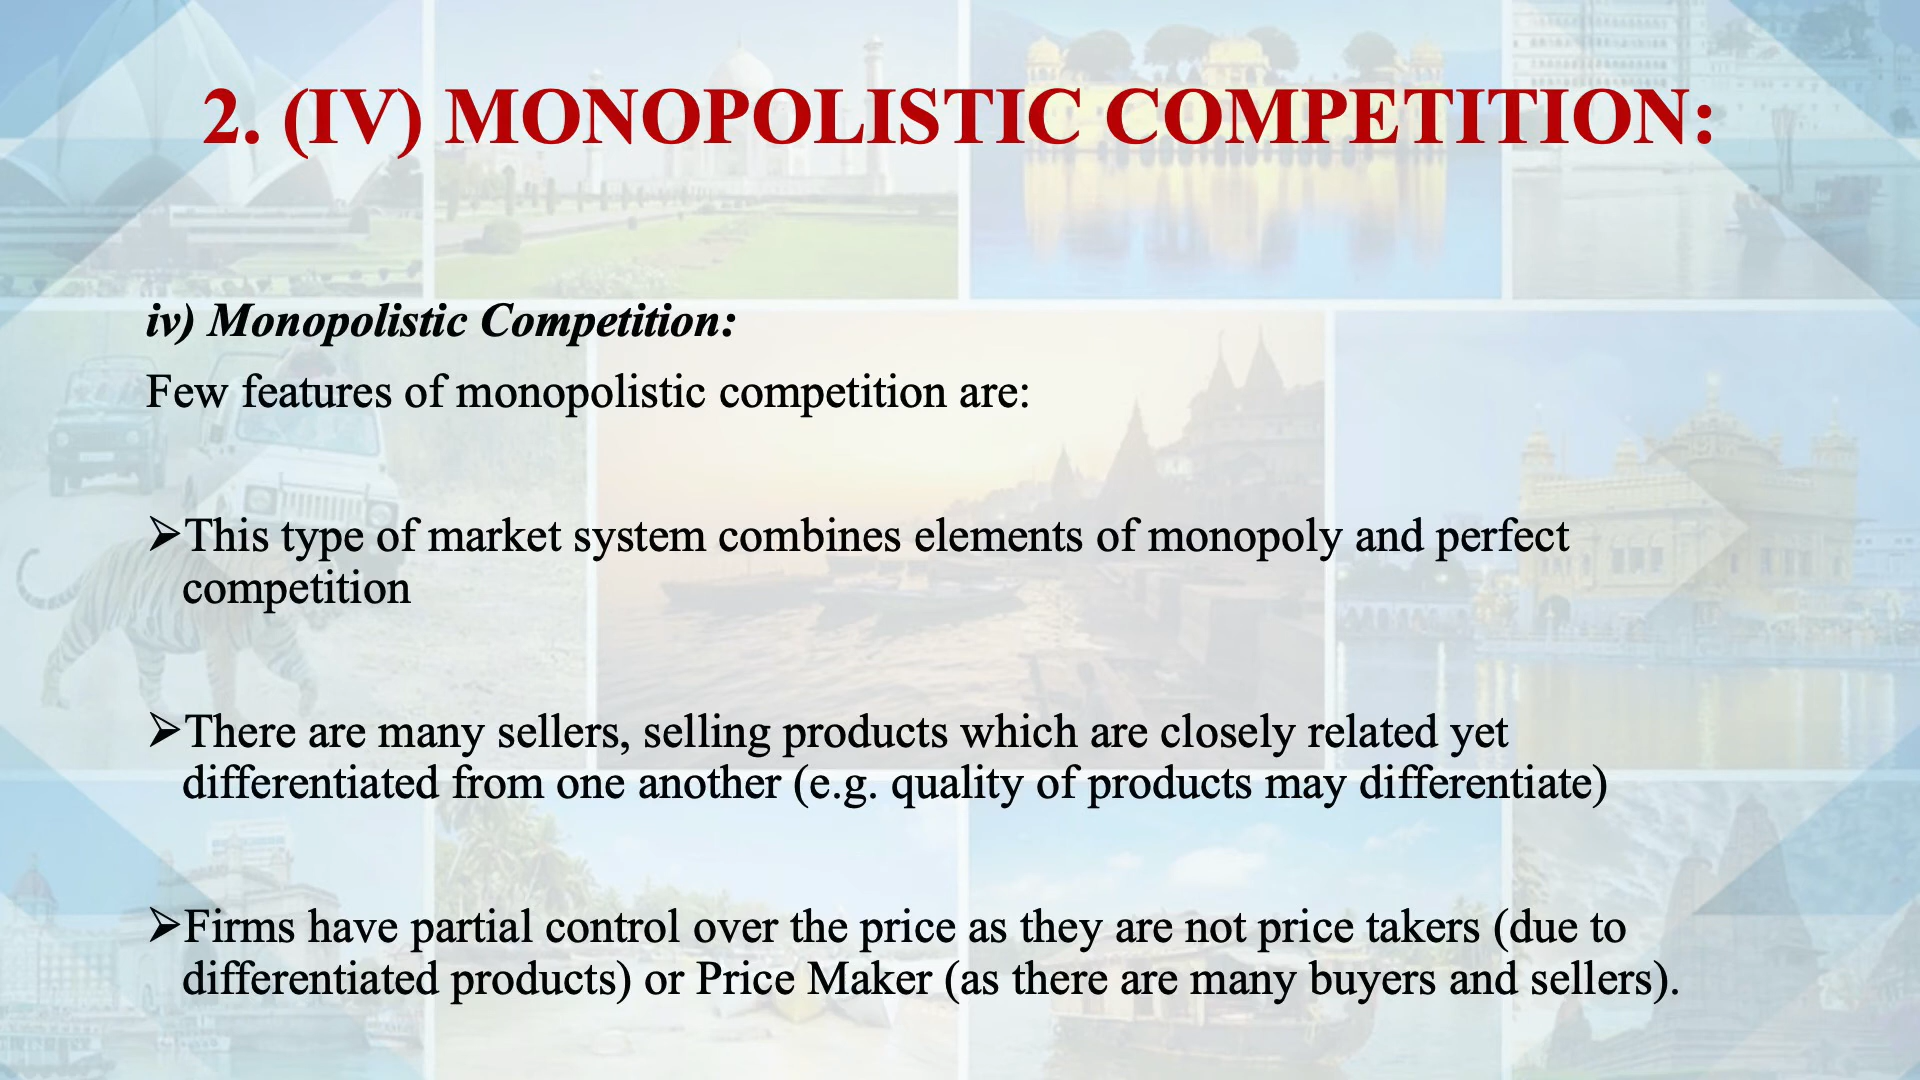 2. (IV) MONOPOLISTIC COMPETITION:
iv) Monopolistic Competition:
Few features of monopolistic competition are:
➢This type of market system combines elements of monopoly and perfect
competition
➢There are many sellers, selling products which are closely related yet
differentiated from one another (e.g. quality of products may differentiate)
➢Firms have partial control over the price as they are not price takers (due to
differentiated products) or Price Maker (as there are many buyers and sellers).